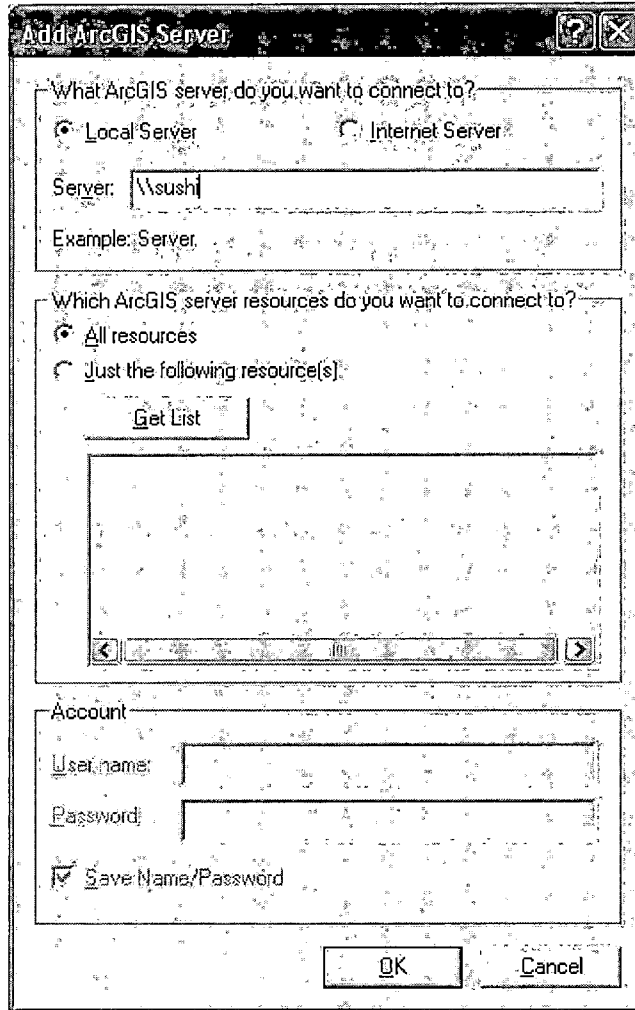 Add ArcGIS Server
What ArcGIS server do you want to connect to?
Local Server Internet Server
Server: \\sushi
Example: Server
Which ArcGIS server resources do you want to connect to?
All resources
Just the following resource(s)
Get List
Account
User name:
Password:
Save Name/Password
OK Cancel